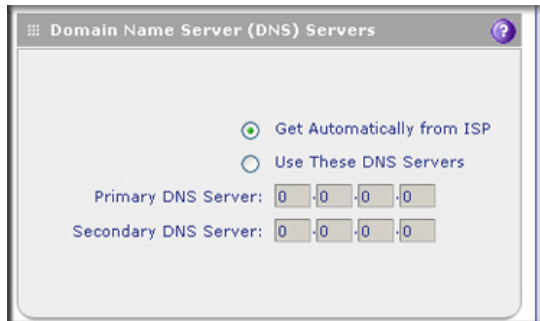 Domain Name Server (DNS) Servers ?
Get Automatically from ISP
Use These DNS Servers
Primary DNS Server: 0 .0 .0 .0
Secondary DNS Server: 0 .0 .0 .0